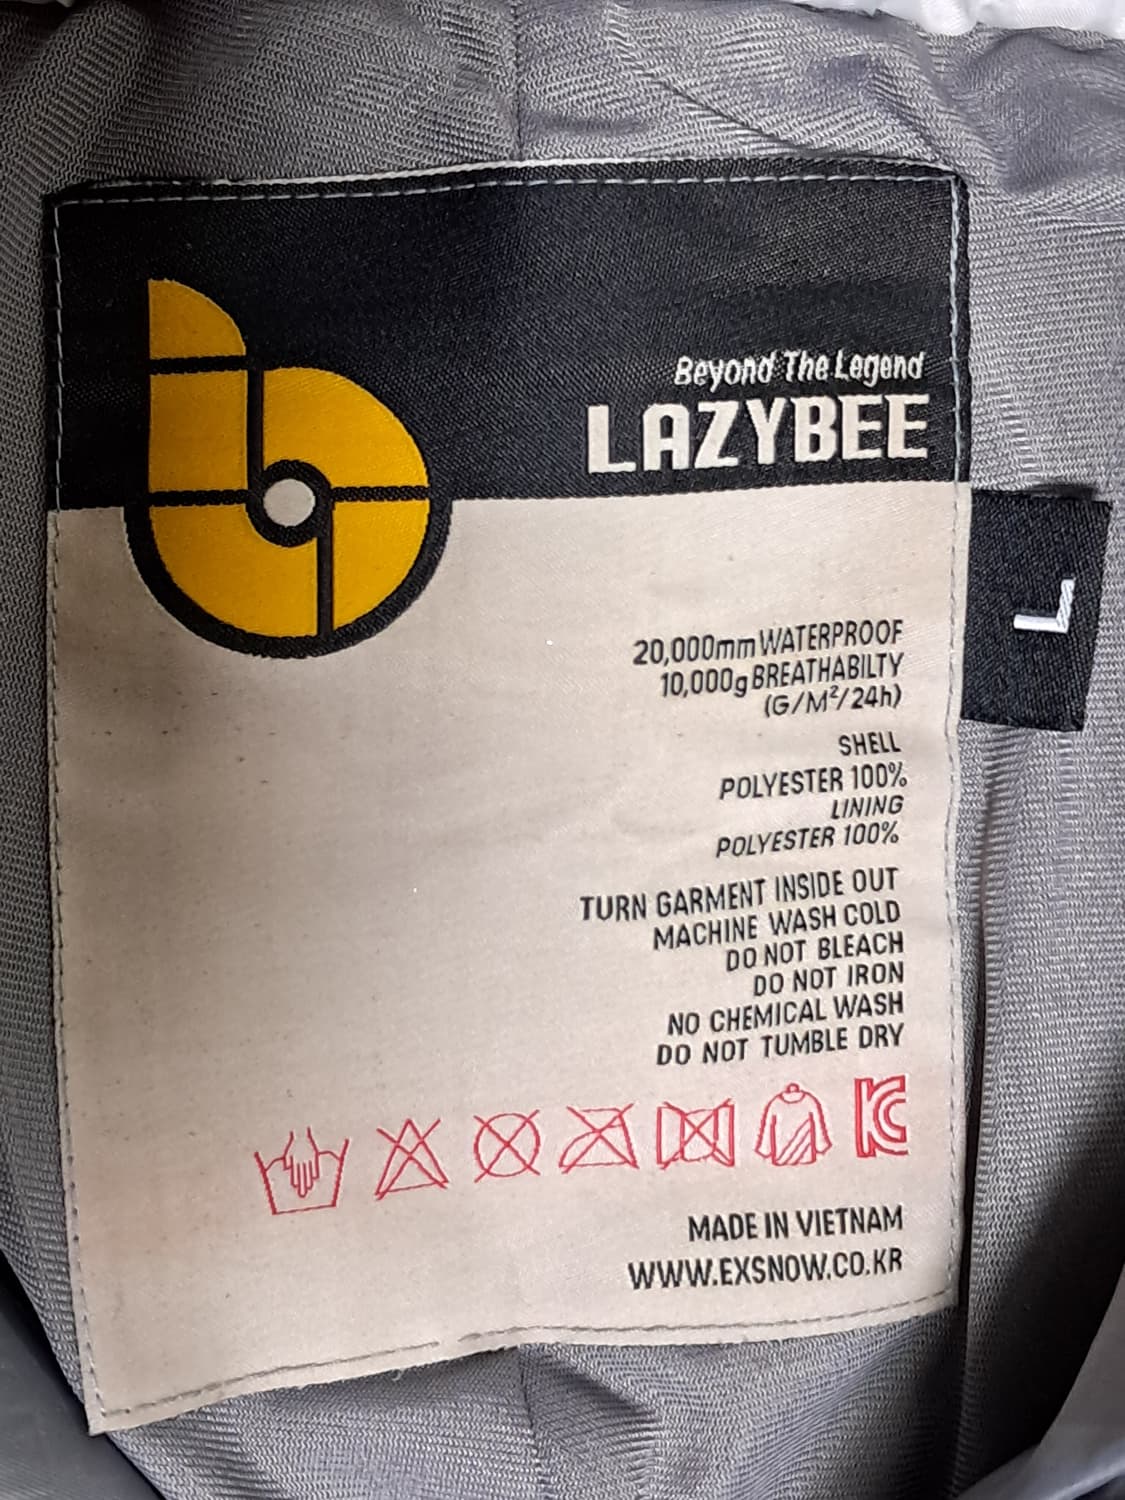 Beyond The Legend
LAZYBEE
20,000mm WATERPROOF
10,000g BREATHABILTY
(G/M²/24h)
SHELL
POLYESTER 100%
LINING
POLYESTER 100%
TURN GARMENT INSIDE OUT
MACHINE WASH COLD
DO NOT BLEACH
DO NOT IRON
NO CHEMICAL WASH
DO NOT TUMBLE DRY
KC
MADE IN VIETNAM
WWW.EXSNOW.CO.KR
L